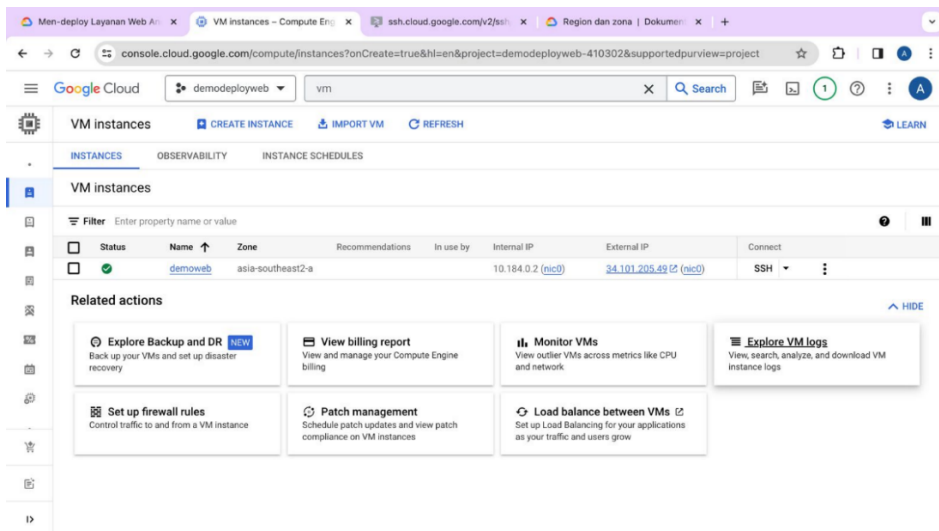 Men-deploy Layanan Web An
VM instances – Compute Eng
ssh.cloud.google.com/v2/ssh
Region dan zona | Dokumen
console.cloud.google.com/compute/instances?onCreate=true&hl=en&project=demodeployweb-410302&supportedpurview=project
A
Google Cloud
demodeployweb
vm
Search
1
A
VM instances
CREATE INSTANCE
IMPORT VM
REFRESH
LEARN
INSTANCES
OBSERVABILITY
INSTANCE SCHEDULES
VM instances
Filter Enter property name or value
Status Name Zone Recommendations In use by Internal IP External IP Connect
demoweb asia-southeast2-a 10.184.0.2 (nic0) 34.101.205.49 (nic0) SSH
Related actions
HIDE
Explore Backup and DR NEW
Back up your VMs and set up disaster
recovery
View billing report
View and manage your Compute Engine
billing
Monitor VMs
View outlier VMs across metrics like CPU
and network
Explore VM logs
View, search, analyze, and download VM
instance logs
Set up firewall rules
Control traffic to and from a VM instance
Patch management
Schedule patch updates and view patch
compliance on VM instances
Load balance between VMs
Set up Load Balancing for your applications
as your traffic and users grow